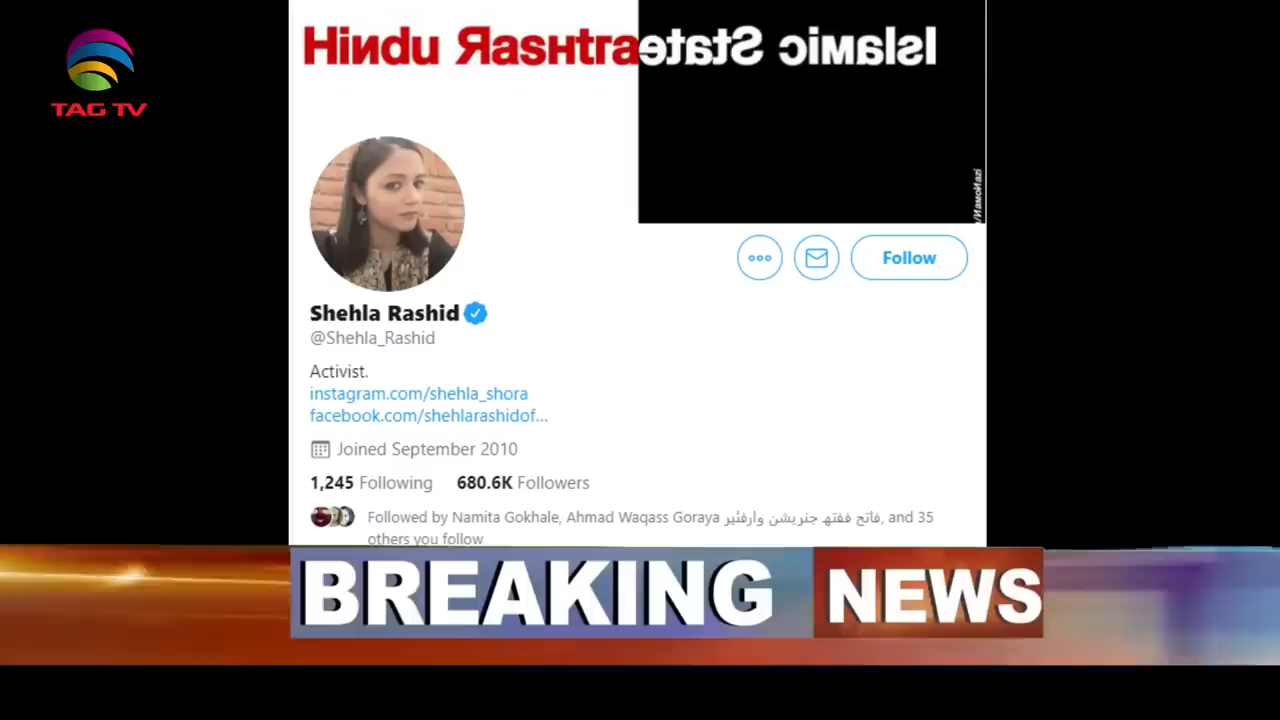 TAG TV
Hindu Rashtra
Islamic State
/NamoNazi
Follow
Shehla Rashid
@Shehla_Rashid
Activist.
instagram.com/shehla_shora
facebook.com/shehlarashidof...
Joined September 2010
1,245 Following 680.6K Followers
Followed by Namita Gokhale, Ahmad Waqass Goraya فاتح ففتھ جنریشن وارفئیر, and 35
others you follow
BREAKING NEWS